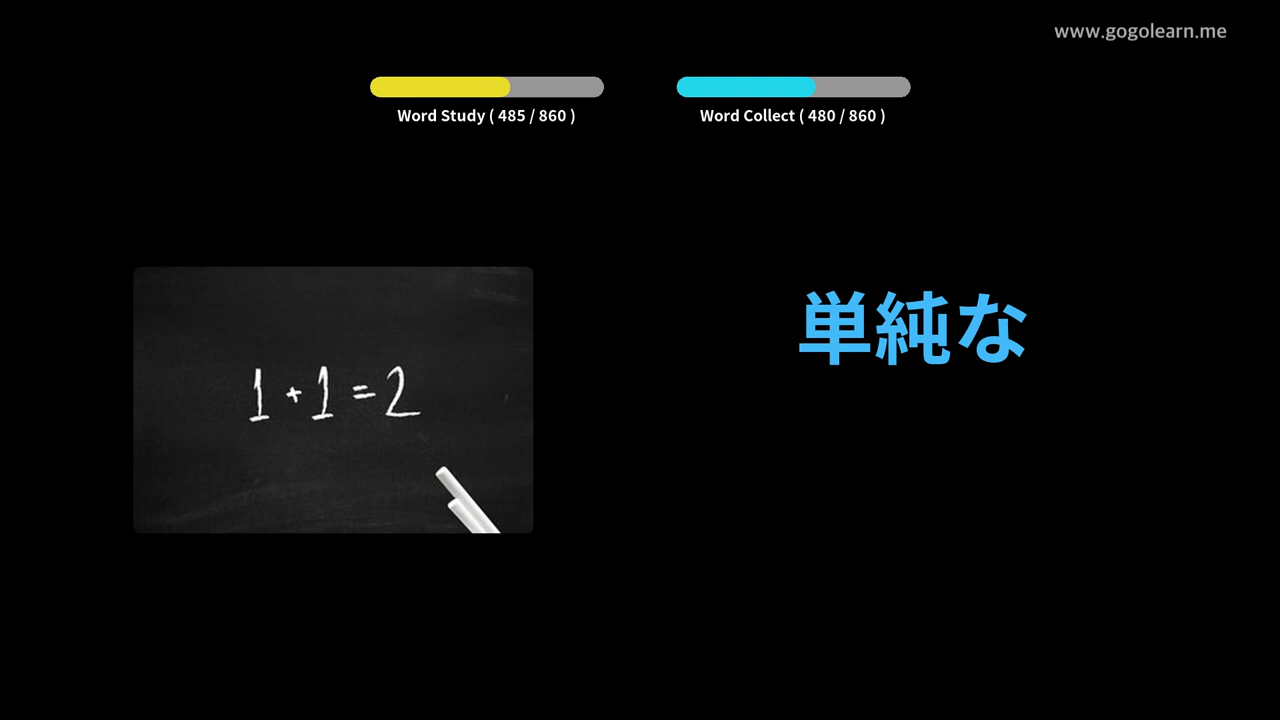 www.gogolearn.me
Word Study ( 485 / 860 )
Word Collect ( 480 / 860 )
1 + 1 = 2
単純な